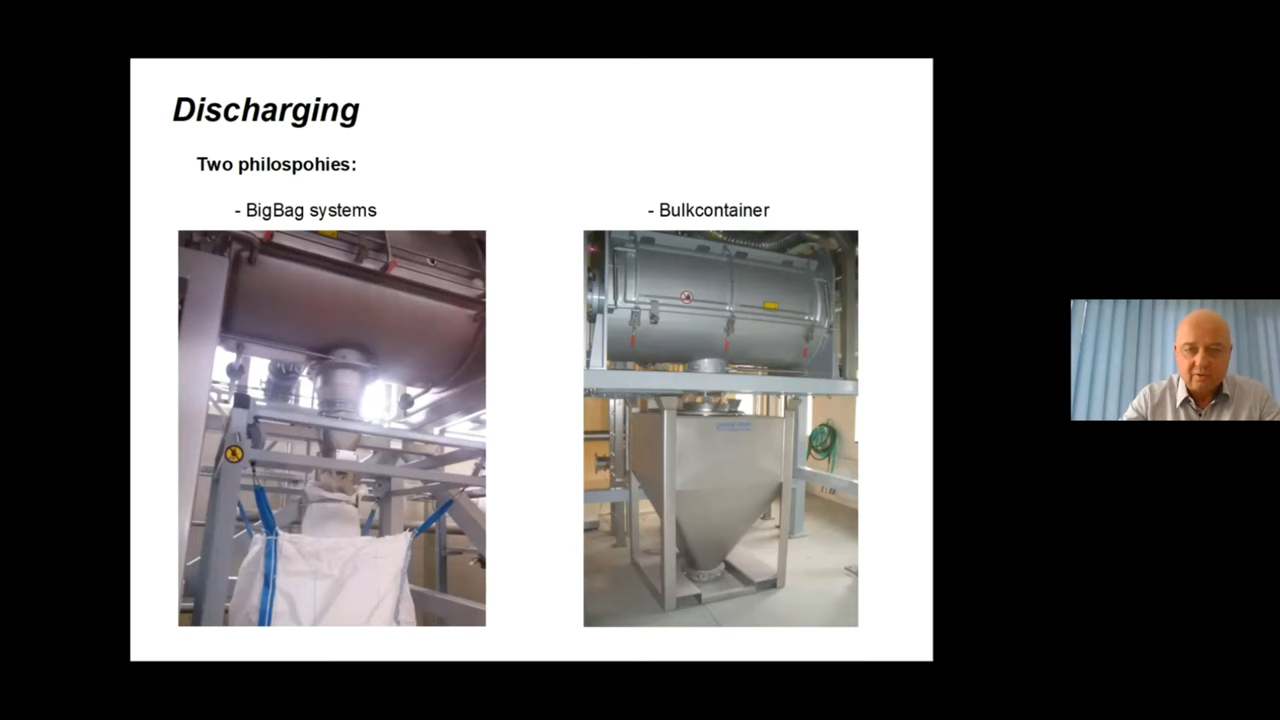 Discharging
Two philospohies:
- BigBag systems
- Bulkcontainer